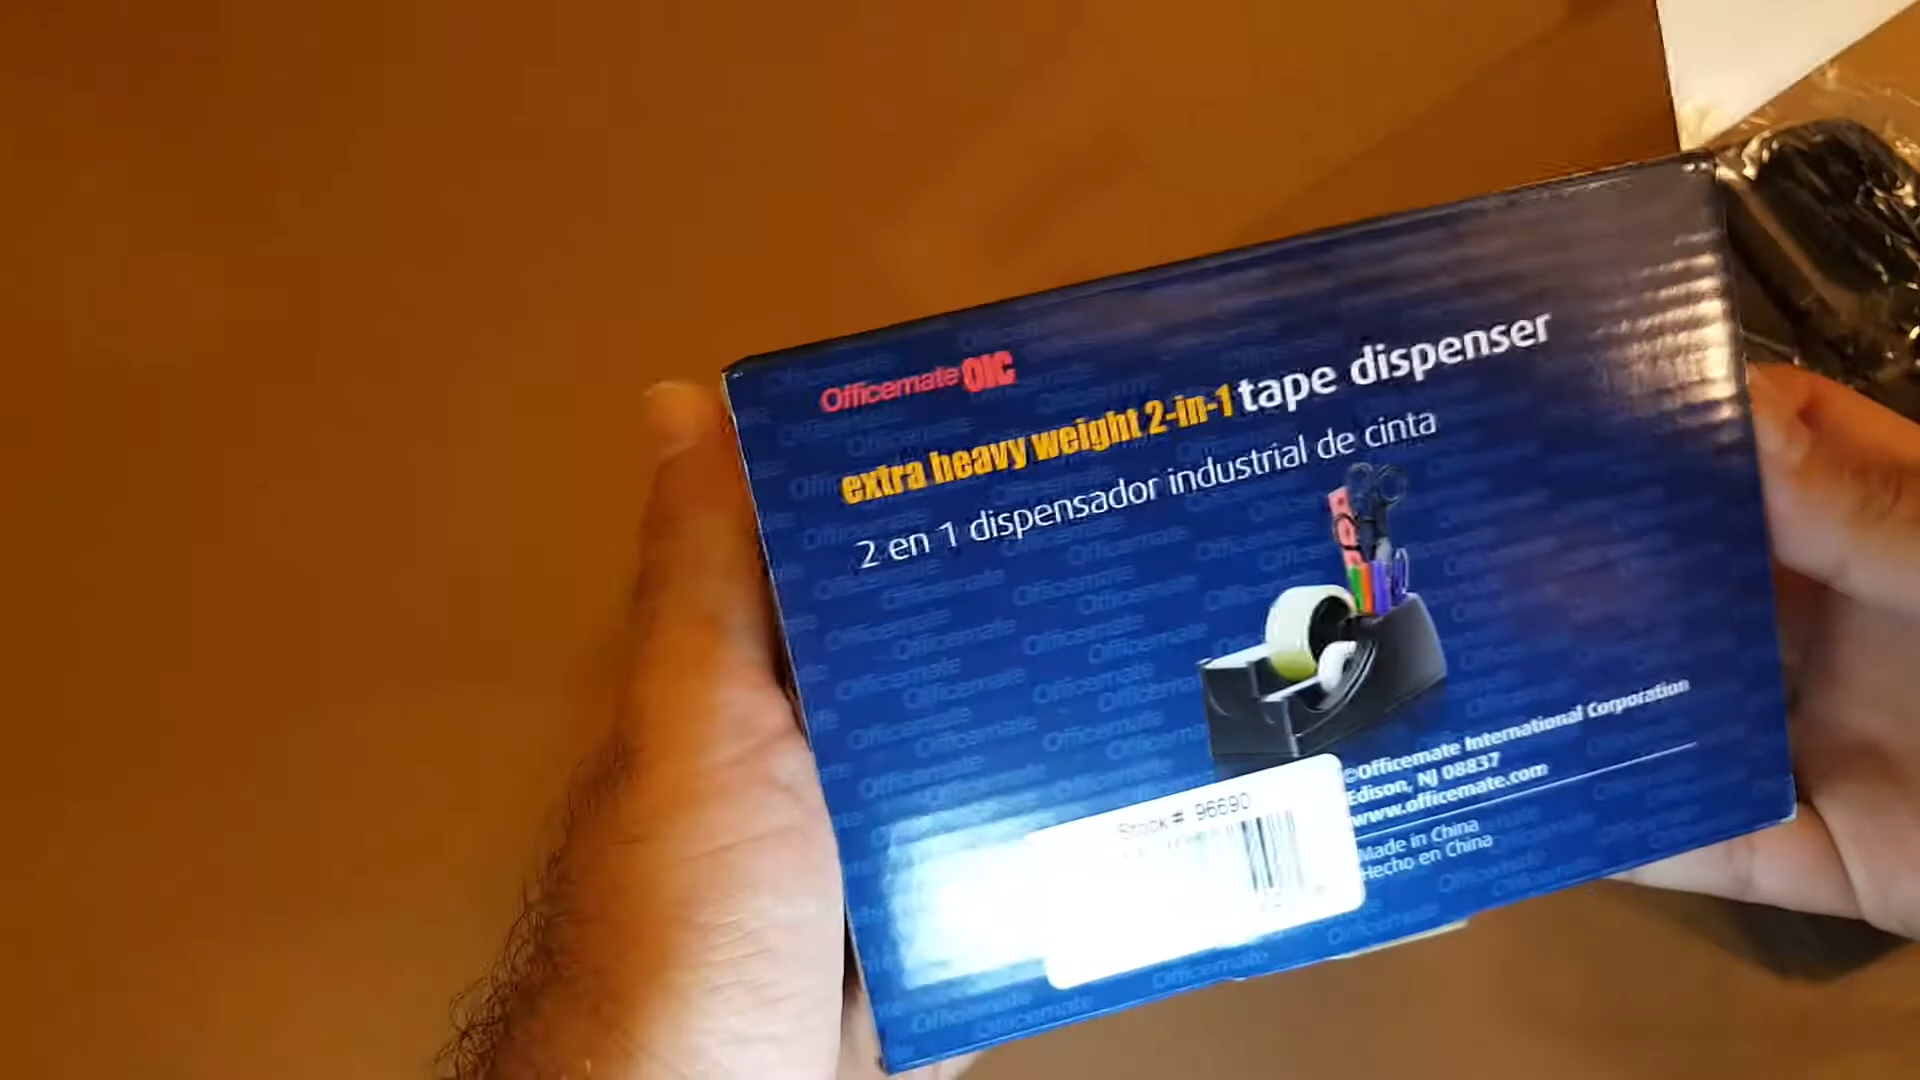 Officemate OIC
extra heavy weight 2-in-1 tape dispenser
2 en 1 dispensador industrial de cinta
©Officemate International Corporation
Edison, NJ 08837
www.officemate.com
Made in China
Hecho en China
Stock # 96690